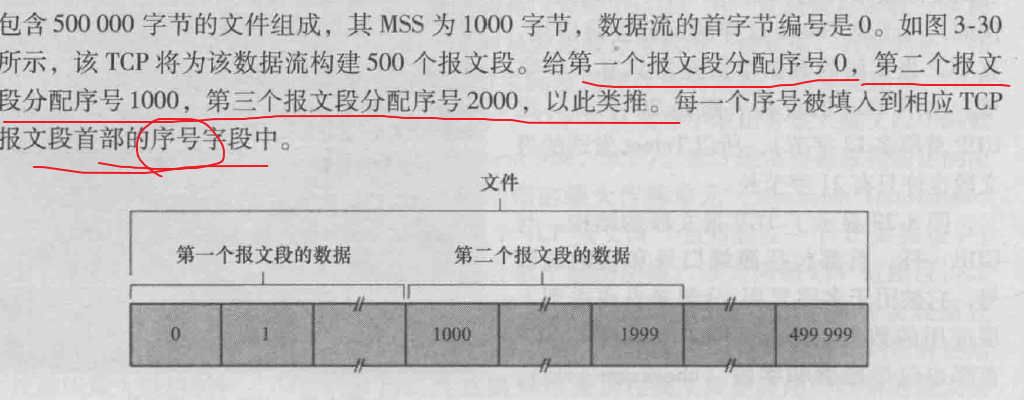 包含 500 000 字节的文件组成，其 MSS 为 1000 字节，数据流的首字节编号是 0。如图 3-30
所示，该 TCP 将为该数据流构建 500 个报文段。给第一个报文段分配序号 0，第二个报文
段分配序号 1000，第三个报文段分配序号 2000，以此类推。每一个序号被填入到相应 TCP
报文段首部的序号字段中。
文件
第一个报文段的数据 第二个报文段的数据
0 1 1000 1999 499 999